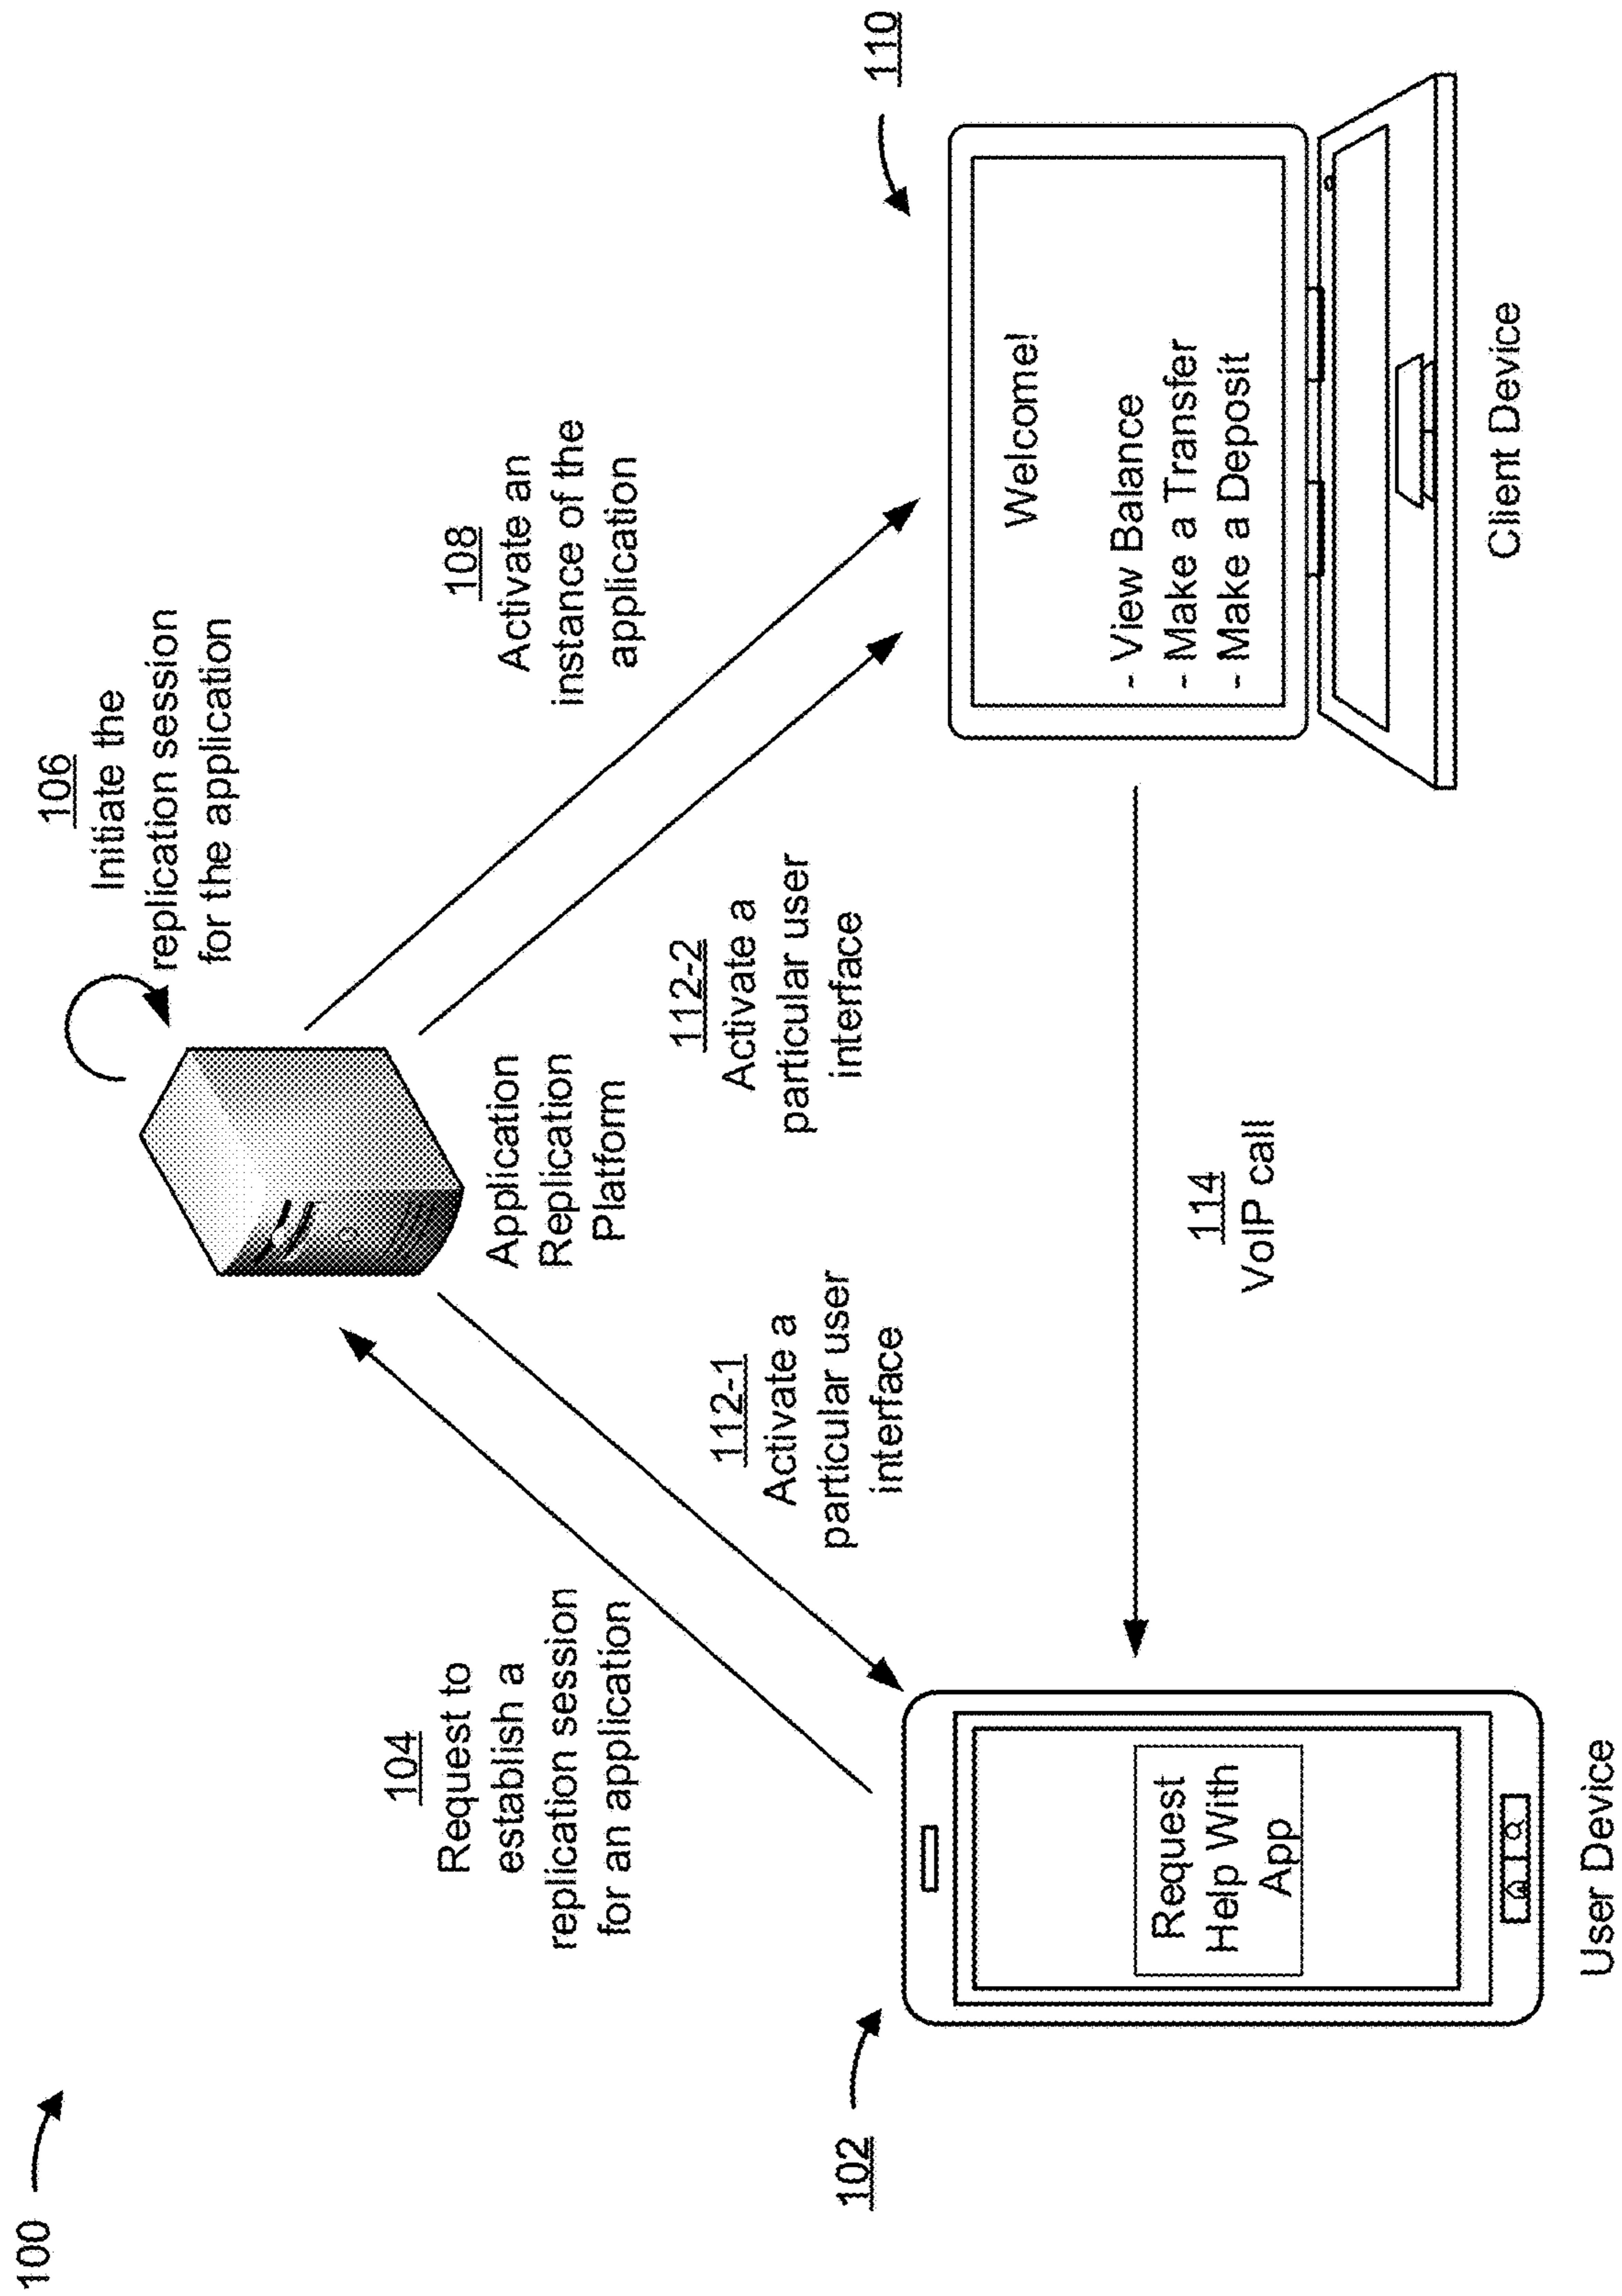 100
106
Initiate the
replication session
for the application
104
Request to
establish a
replication session
for an application
108
Activate an
instance of the
application
Application
Replication
Platform
112-1
Activate a
particular user
interface
112-2
Activate a
particular user
interface
102
110
Request
Help With
App
114
VoIP call
Welcome!
- View Balance
- Make a Transfer
- Make a Deposit
User Device
Client Device